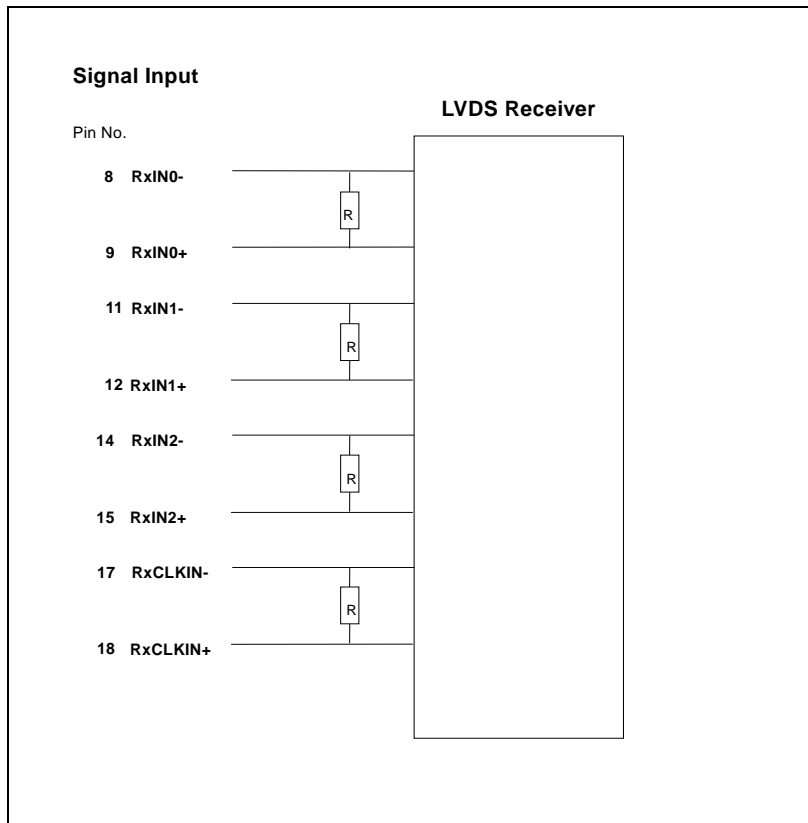 Signal Input
LVDS Receiver
Pin No.
8 RxIN0-
R
9 RxIN0+
11 RxIN1-
R
12 RxIN1+
14 RxIN2-
R
15 RxIN2+
17 RxCLKIN-
R
18 RxCLKIN+